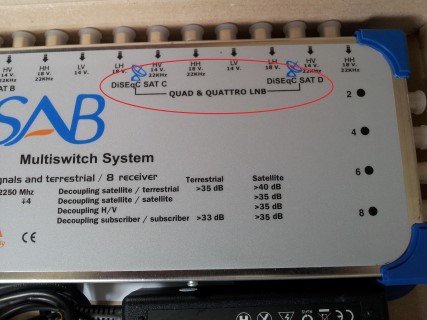 HV HH LV LH HV HH LV LH HV HH
14 V. 18 V. 14 V. 18 V. 14 V. 18 V. 14 V. 18 V. 14 V. 18 V.
22KHz 22KHz 22KHz 22KHz 22KHz 22KHz
SAT B DiSEqC SAT C DiSEqC SAT D
QUAD & QUATTRO LNB
2
SAB
4
Multiswitch System
gnals and terrestrial / 8 receiver
Terrestrial Satellite
2250 Mhz Decoupling satellite / terrestrial >35 dB >40 dB
∓4 Decoupling satellite / satellite >35 dB
Decoupling H/V >35 dB
Decoupling subscriber / subscriber >33 dB >35 dB
6
8
CE